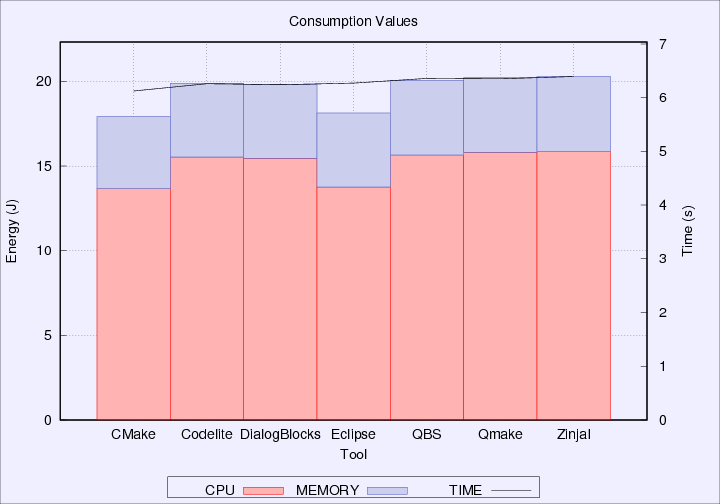 Consumption Values
Energy (J)
20
15
10
5
0
7
6
5
4
3
2
1
0
Time (s)
CMake Codelite DialogBlocks Eclipse QBS Qmake ZinjaI
Tool
CPU MEMORY TIME